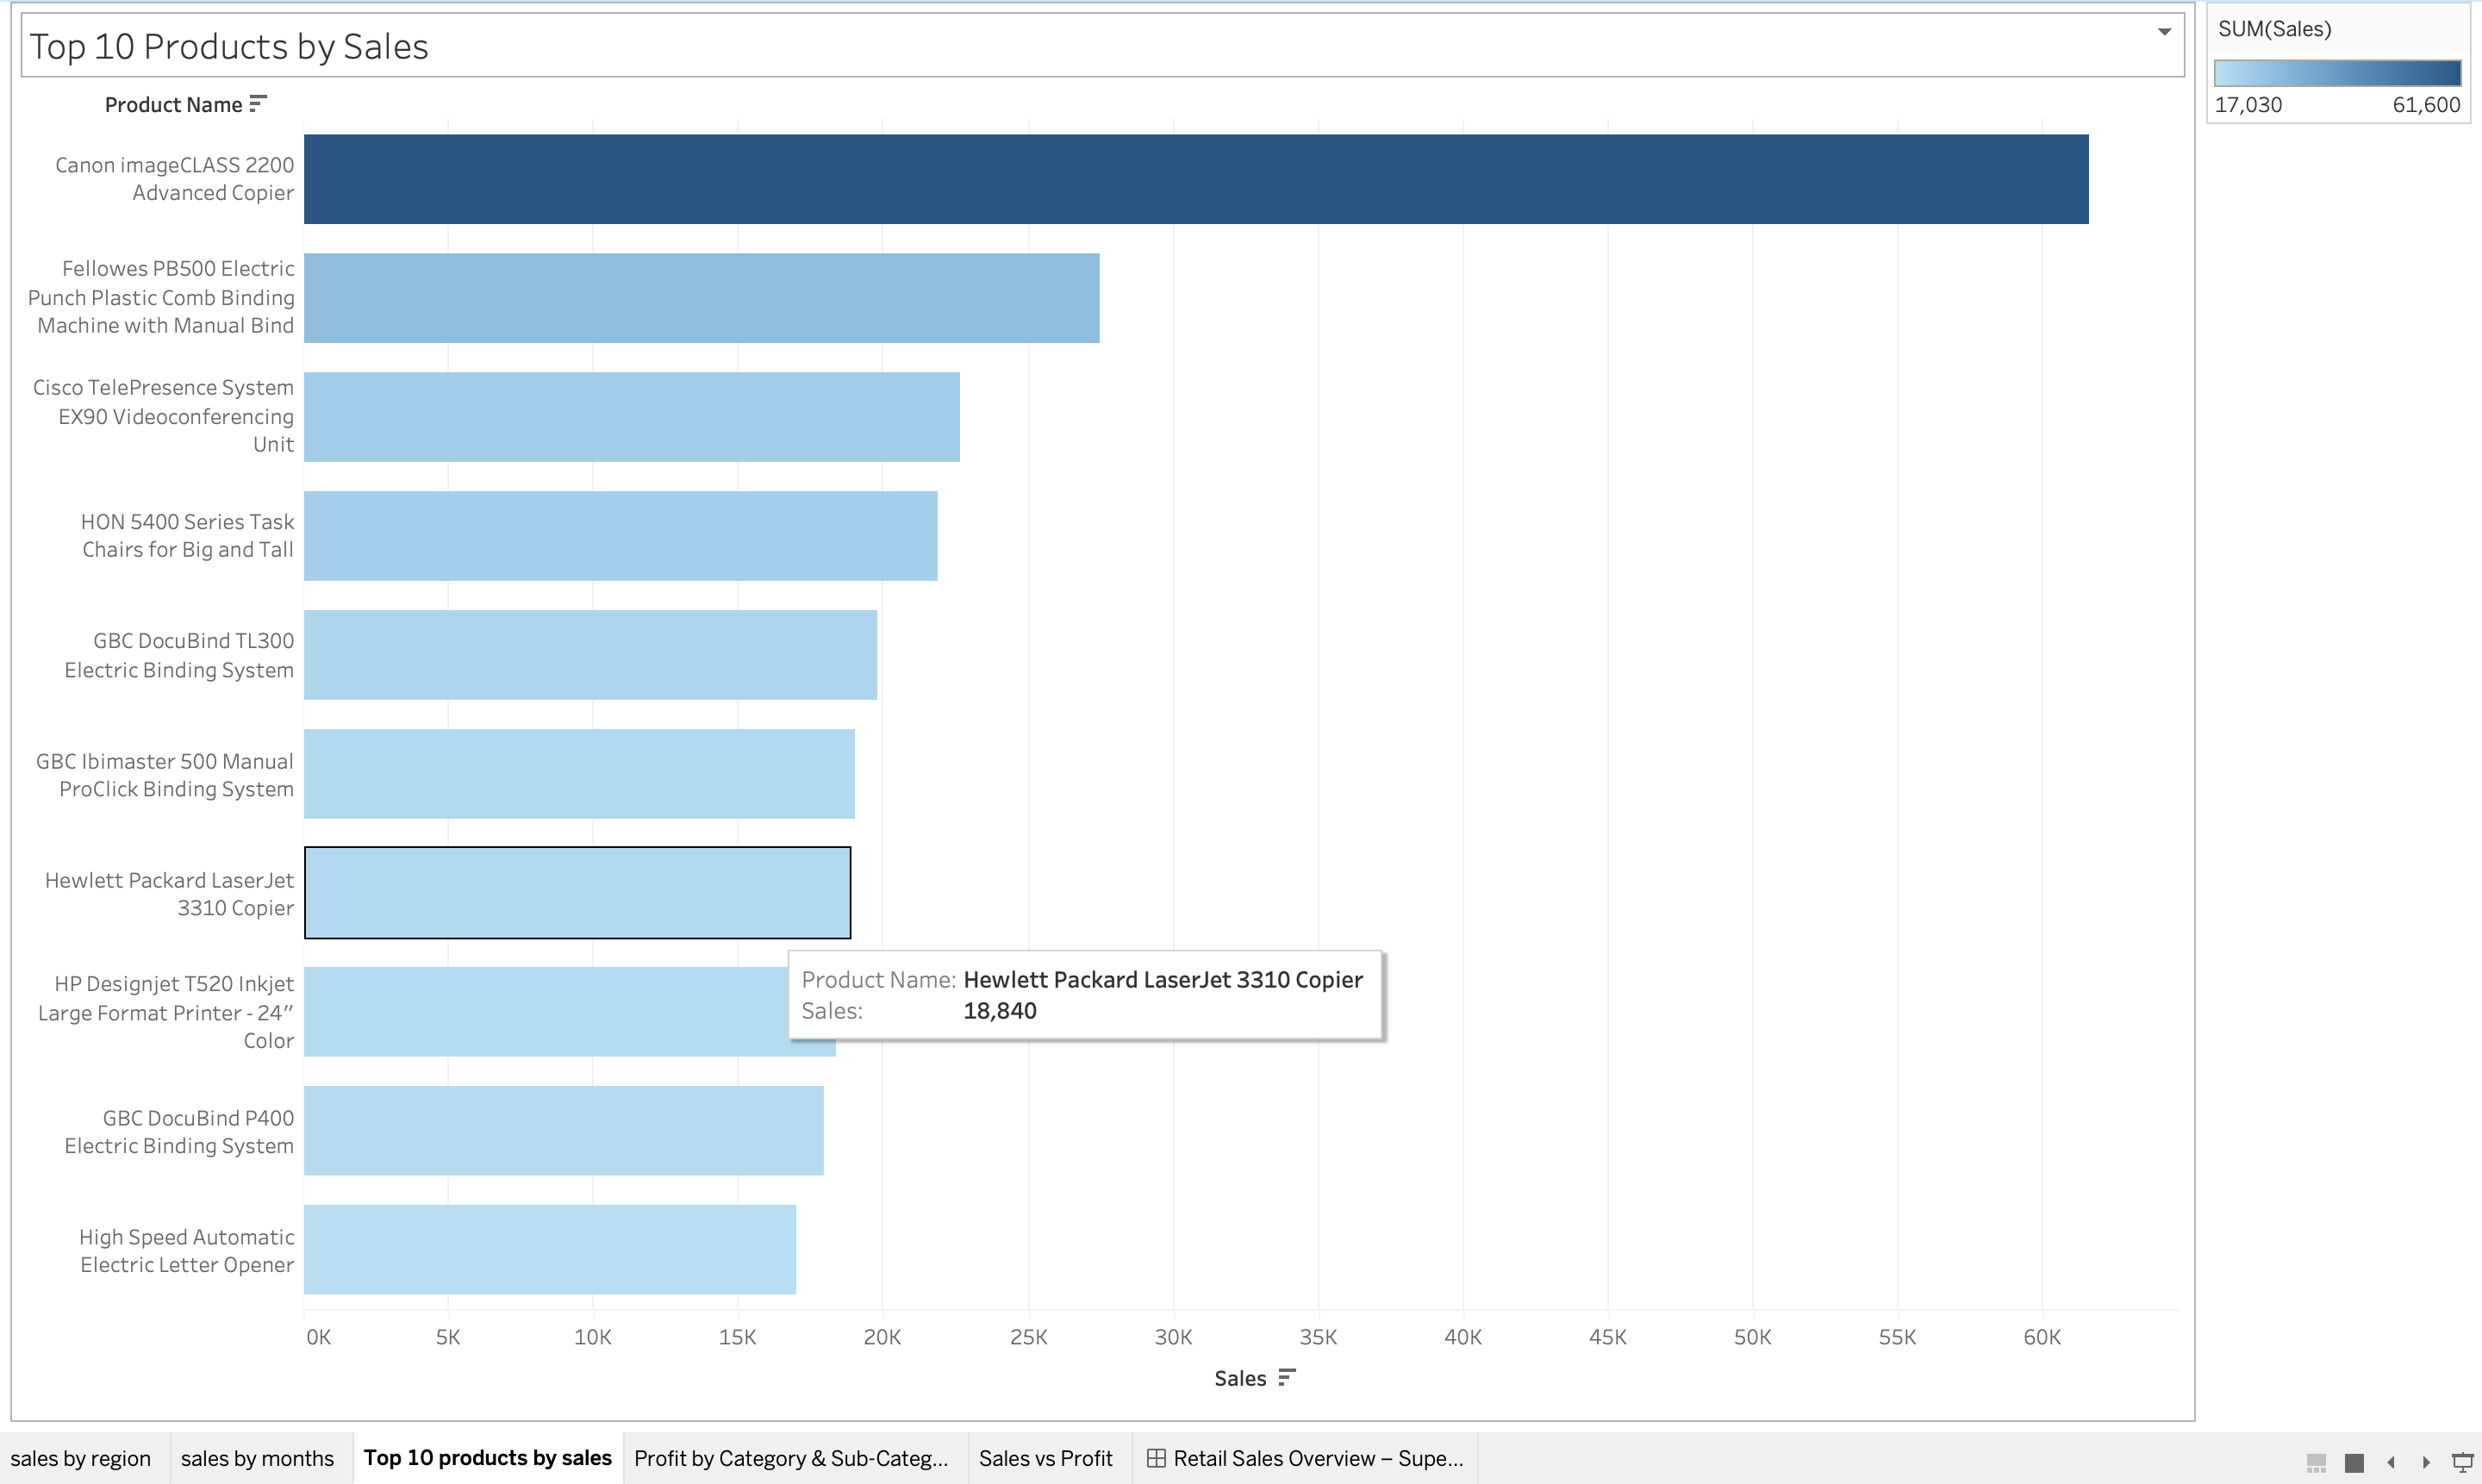 Top 10 Products by Sales
SUM(Sales)
17,030 61,600
Product Name
Canon imageCLASS 2200
Advanced Copier
Fellowes PB500 Electric
Punch Plastic Comb Binding
Machine with Manual Bind
Cisco TelePresence System
EX90 Videoconferencing
Unit
HON 5400 Series Task
Chairs for Big and Tall
GBC DocuBind TL300
Electric Binding System
GBC Ibimaster 500 Manual
ProClick Binding System
Hewlett Packard LaserJet
3310 Copier
Product Name: Hewlett Packard LaserJet 3310 Copier
Sales: 18,840
HP Designjet T520 Inkjet
Large Format Printer - 24"
Color
GBC DocuBind P400
Electric Binding System
High Speed Automatic
Electric Letter Opener
0K 5K 10K 15K 20K 25K 30K 35K 40K 45K 50K 55K 60K
Sales
sales by region sales by months Top 10 products by sales Profit by Category & Sub-Categ... Sales vs Profit Retail Sales Overview – Supe...